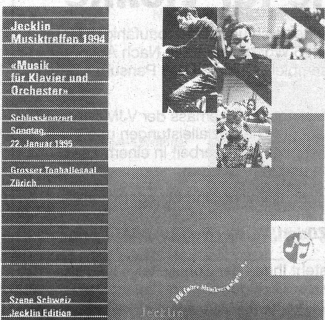 Jecklin
Musiktreffen 1994
«Musik
für Klavier und
Orchester»
Schlusskonzert
Sonntag,
22. Januar 1995
Grosser Tonhallesaal
Zürich
Szene Schweiz
Jecklin Edition
Jecklin